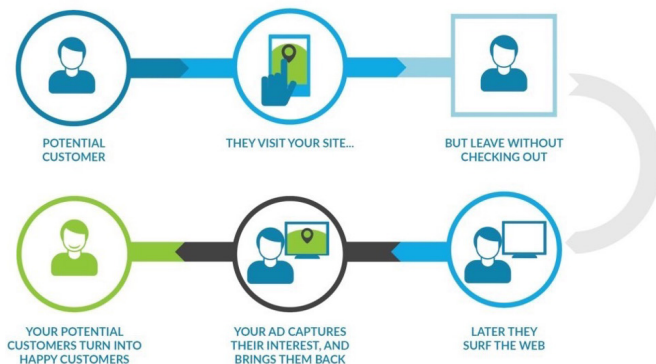 POTENTIAL
CUSTOMER
THEY VISIT YOUR SITE...
BUT LEAVE WITHOUT
CHECKING OUT
LATER THEY
SURF THE WEB
YOUR AD CAPTURES
THEIR INTEREST, AND
BRINGS THEM BACK
YOUR POTENTIAL
CUSTOMERS TURN INTO
HAPPY CUSTOMERS